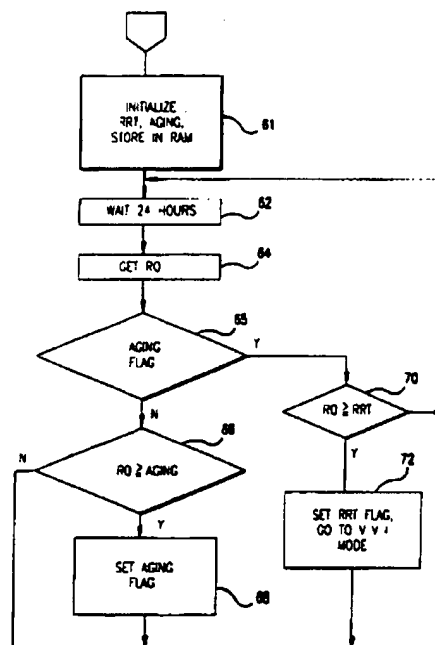 INITIALIZE
RRT, AGING,
STORE IN RAM
61
WAIT 24 HOURS
62
GET RO
64
AGING
FLAG
65
Y
N
RO ≧ RRT
70
Y
RO ≧ AGING
66
N
Y
SET RRT FLAG,
GO TO V V I
MODE
72
SET AGING
FLAG
68